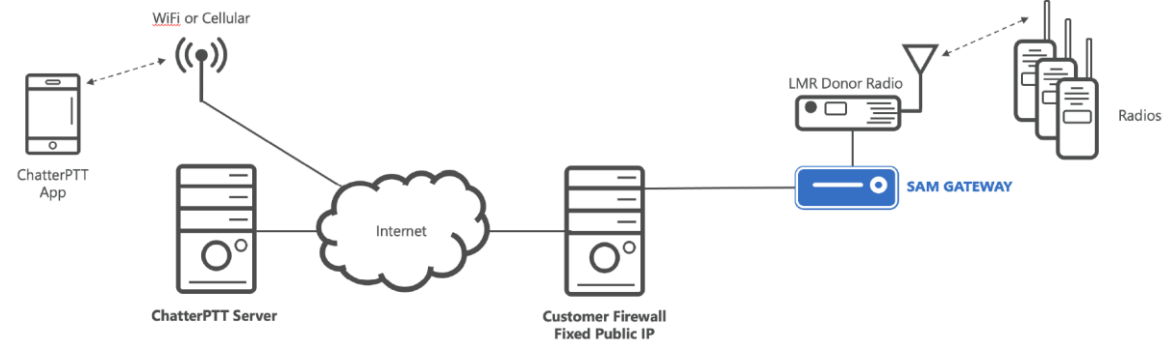 WiFi or Cellular
ChatterPTT
App
ChatterPTT Server
Internet
Customer Firewall
Fixed Public IP
LMR Donor Radio
SAM GATEWAY
Radios